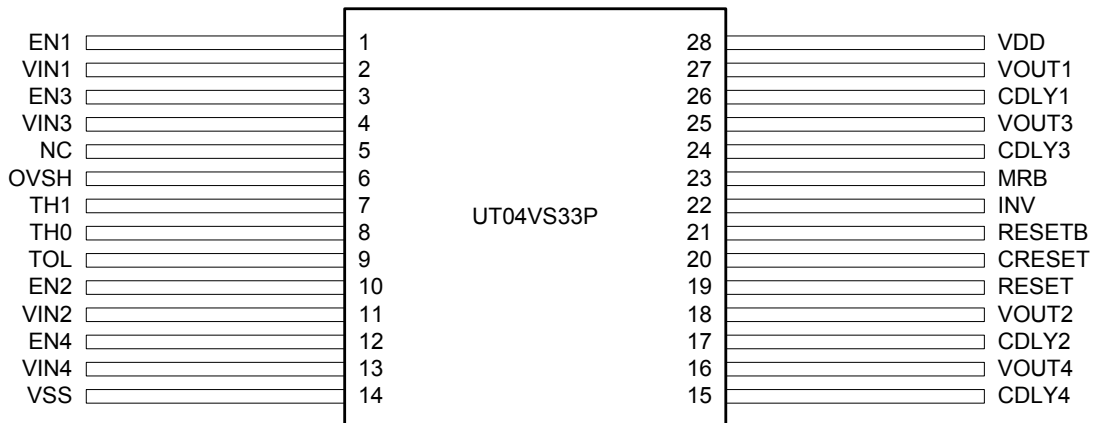 EN1 1 28 VDD
VIN1 2 27 VOUT1
EN3 3 26 CDLY1
VIN3 4 25 VOUT3
NC 5 24 CDLY3
OVSH 6 23 MRB
TH1 7 22 INV
UT04VS33P
TH0 8 21 RESETB
TOL 9 20 CRESET
EN2 10 19 RESET
VIN2 11 18 VOUT2
EN4 12 17 CDLY2
VIN4 13 16 VOUT4
VSS 14 15 CDLY4